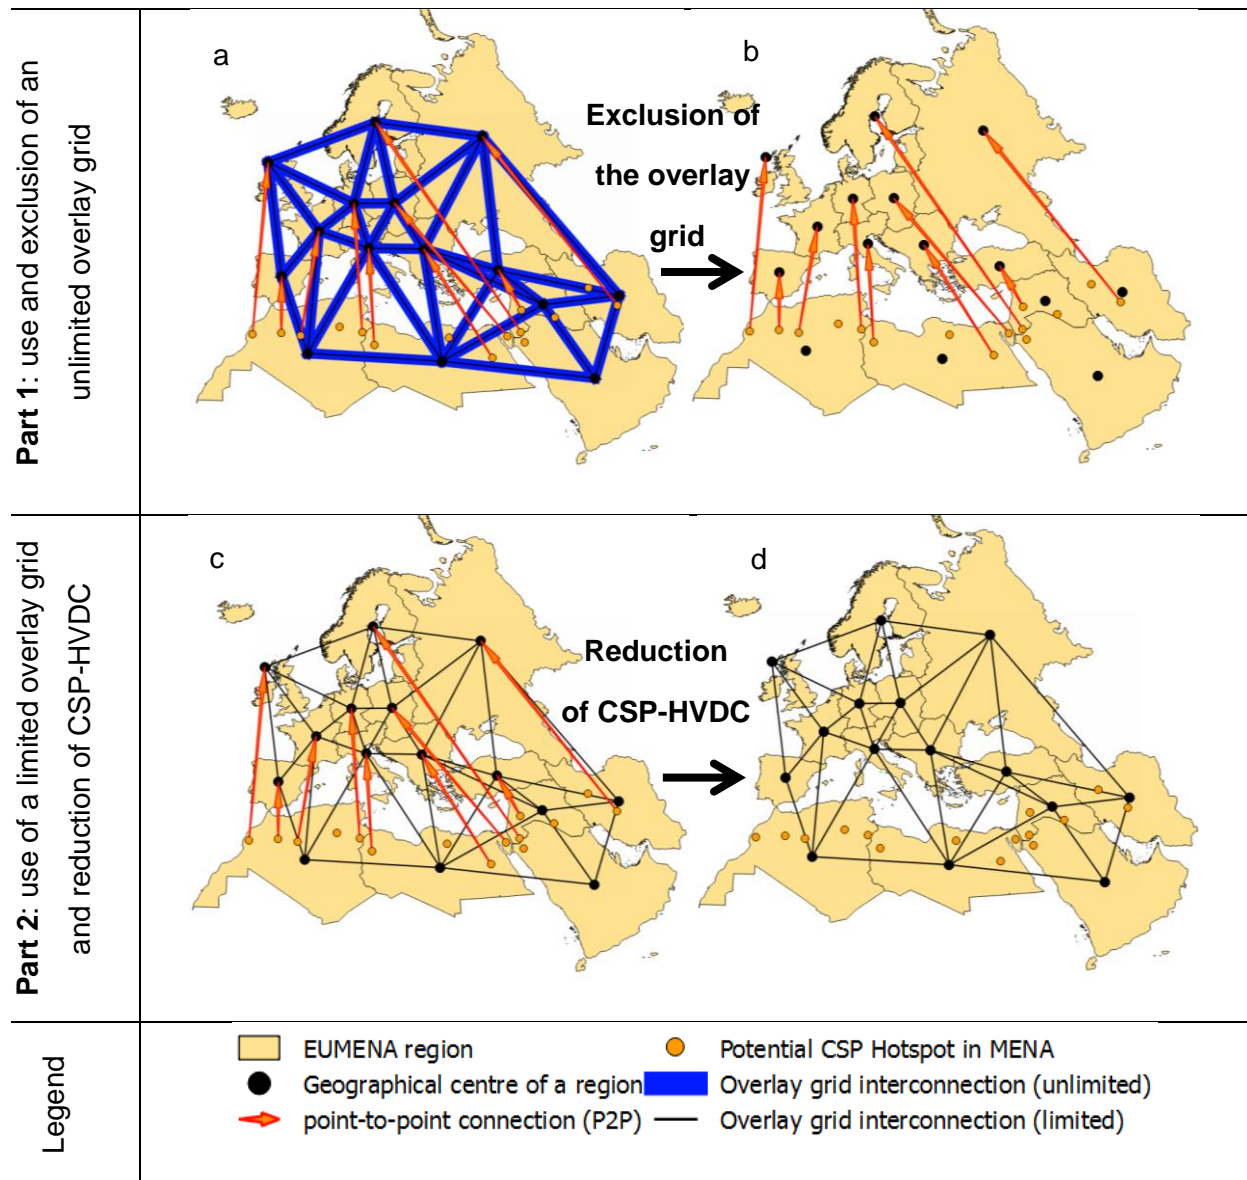 Part 1: use and exclusion of an
unlimited overlay grid
a
b
Exclusion of
the overlay
grid
Part 2: use of a limited overlay grid
and reduction of CSP-HVDC
c
d
Reduction
of CSP-HVDC
Legend
EUMENA region
Potential CSP Hotspot in MENA
Geographical centre of a region
Overlay grid interconnection (unlimited)
point-to-point connection (P2P)
Overlay grid interconnection (limited)